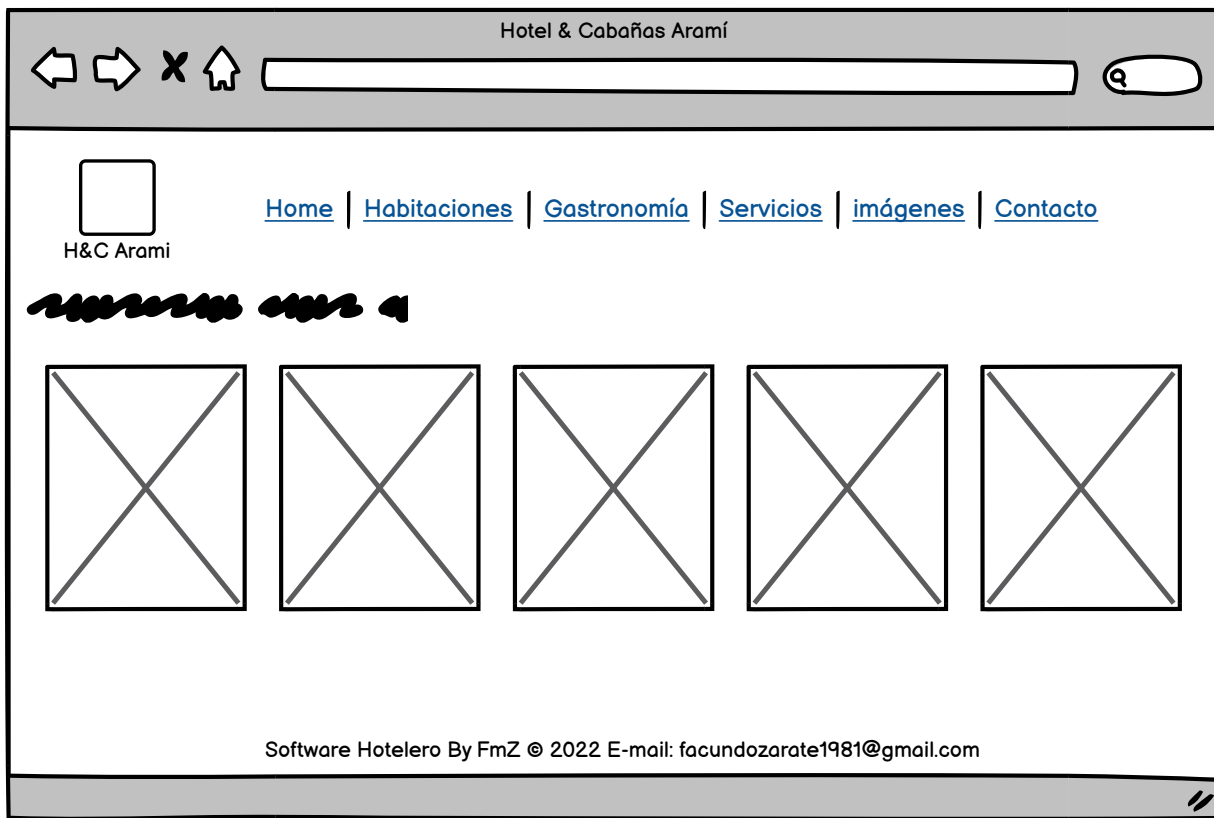 Hotel & Cabañas Aramí
Home | Habitaciones | Gastronomía | Servicios | imágenes | Contacto
H&C Arami
Software Hotelero By FmZ © 2022 E-mail: facundozarate1981@gmail.com